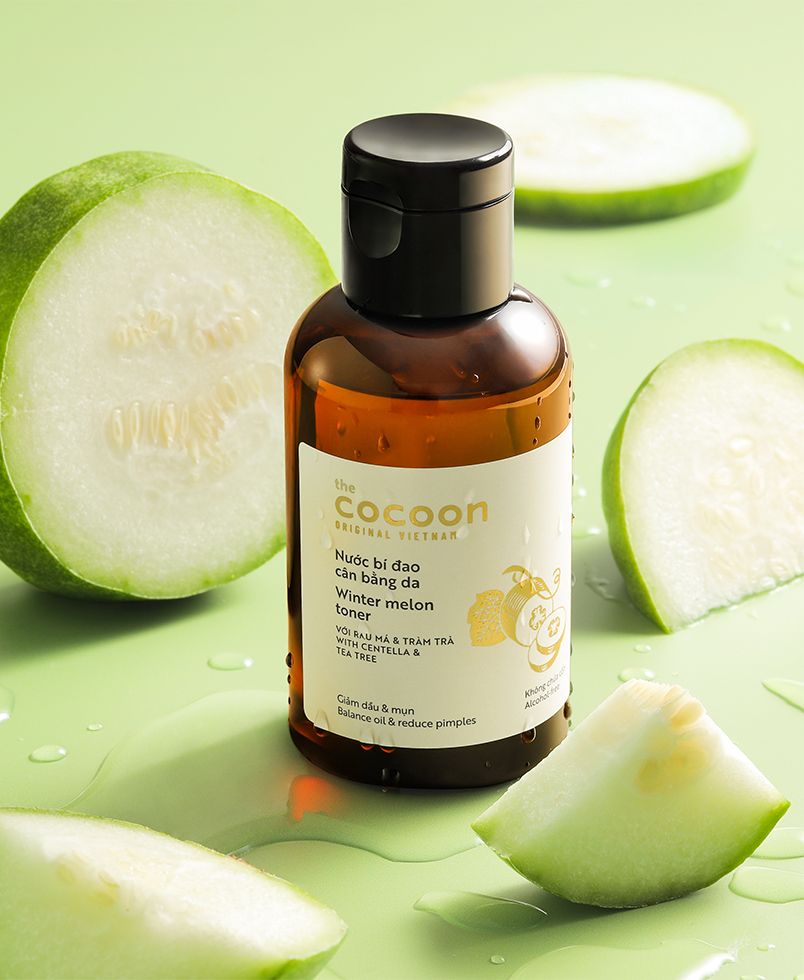 the
cocoon
ORIGINAL VIETNAM
Nước bí đao
cân bằng da
Winter melon
toner
VỚI RAU MÁ & TRÀM TRÀ
WITH CENTELLA &
TEA TREE
Giảm dầu & mụn
Balance oil & reduce pimples
Không chứa cồn
Alcohol-free